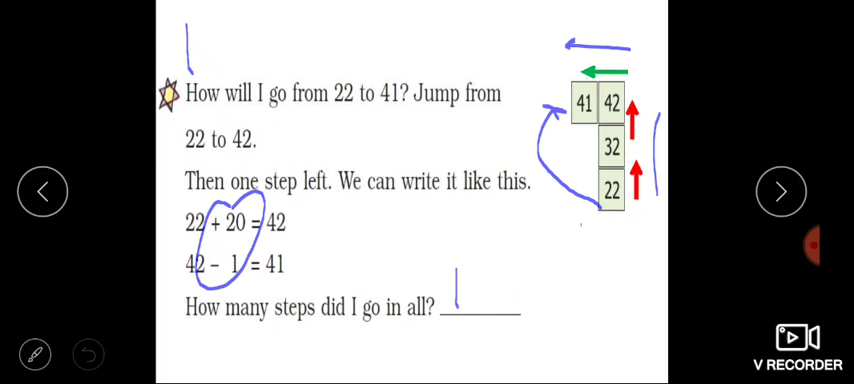 How will I go from 22 to 41? Jump from
22 to 42.
Then one step left. We can write it like this.
22 + 20 = 42
42 – 1 = 41
How many steps did I go in all? ________
41 42
32
22
V RECORDER